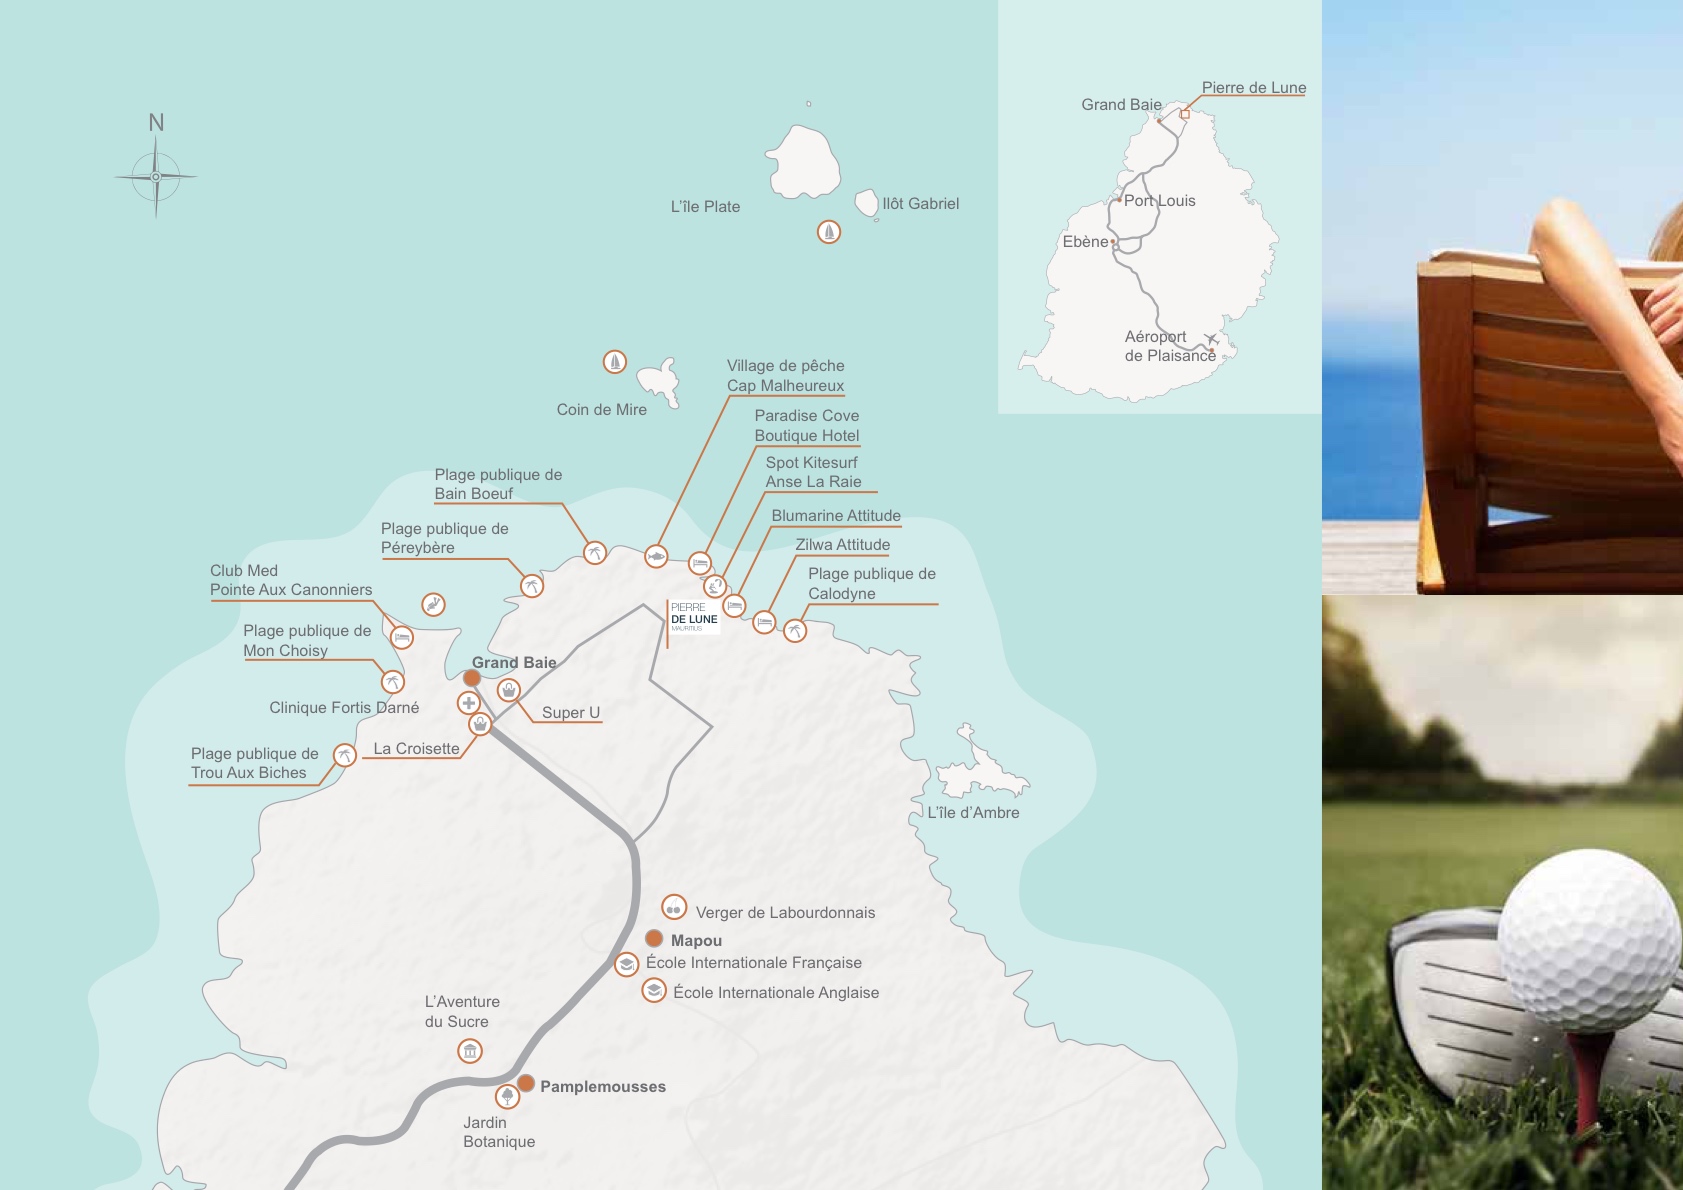 N
L'île Plate
Ilôt Gabriel
Pierre de Lune
Grand Baie
Port Louis
Ebène
Aéroport
de Plaisance
Coin de Mire
Village de pêche
Cap Malheureux
Paradise Cove
Boutique Hotel
Spot Kitesurf
Anse La Raie
Blumarine Attitude
Zilwa Attitude
Plage publique de
Calodyne
Plage publique de
Bain Boeuf
Plage publique de
Péreybère
Club Med
Pointe Aux Canonniers
Plage publique de
Mon Choisy
PIERRE
DE LUNE
MAURITIUS
Grand Baie
Clinique Fortis Darné
Super U
La Croisette
Plage publique de
Trou Aux Biches
L'île d'Ambre
Verger de Labourdonnais
Mapou
École Internationale Française
École Internationale Anglaise
L'Aventure
du Sucre
Pamplemousses
Jardin
Botanique